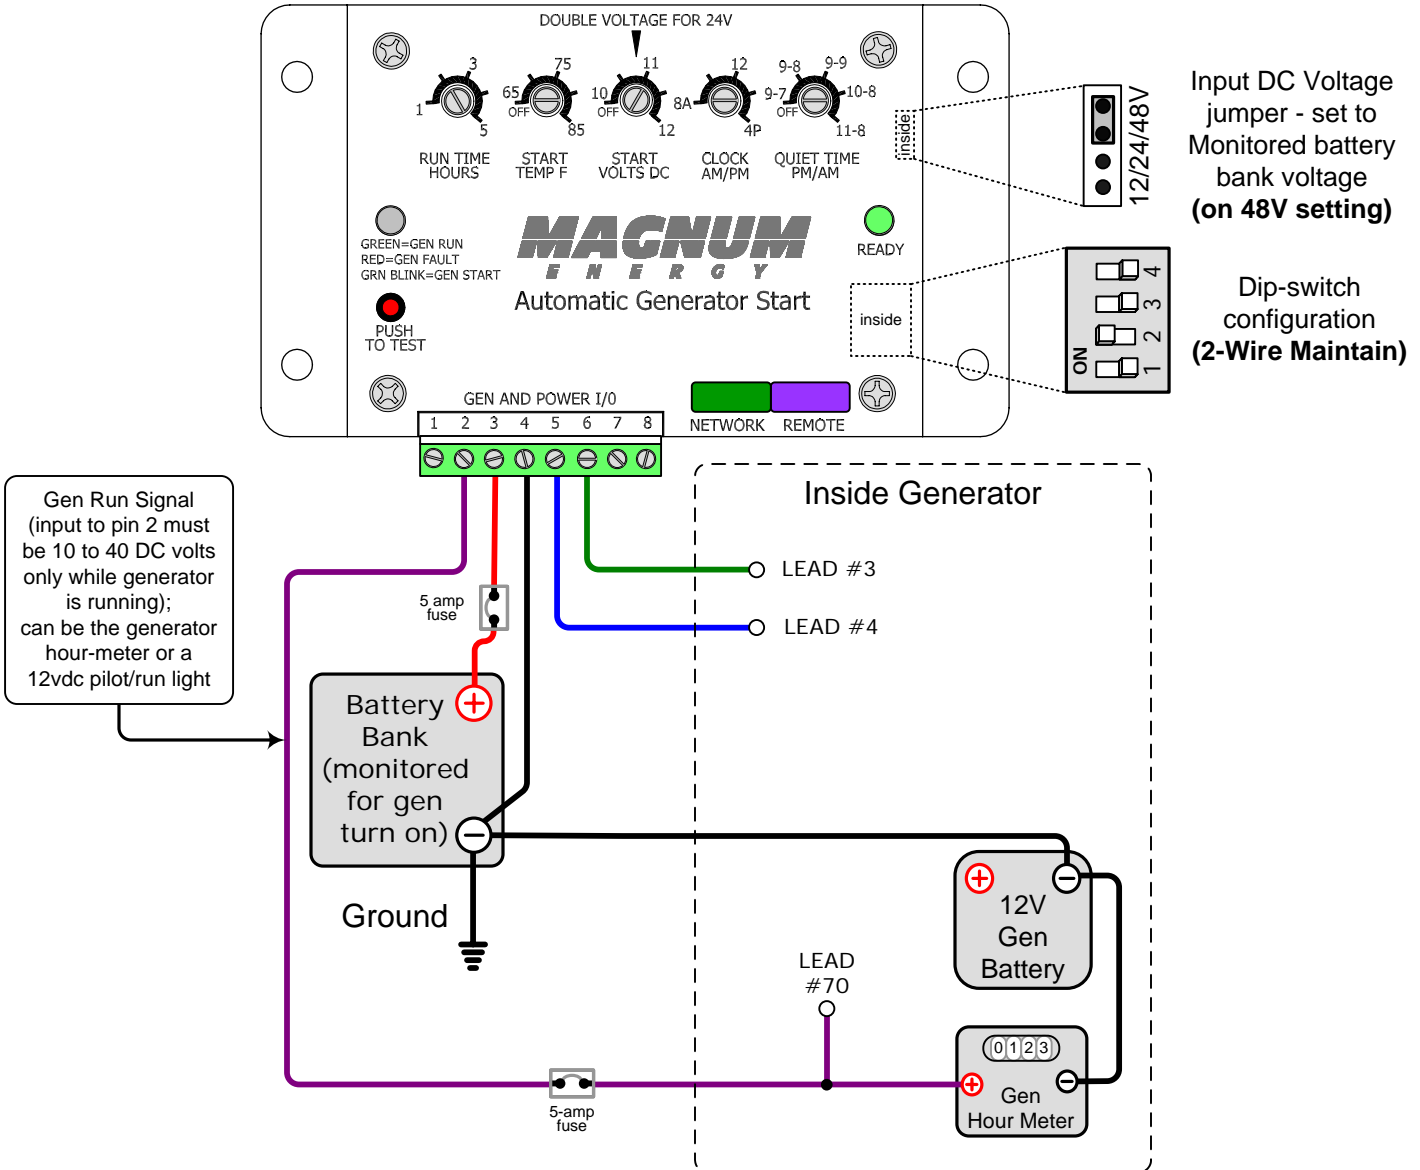 DOUBLE VOLTAGE FOR 24V
1
3
5
RUN TIME
HOURS
OFF
65
75
85
START
TEMP F
OFF
10
11
12
START
VOLTS DC
8A
12
4P
CLOCK
AM/PM
OFF
9-7
9-8
9-9
10-8
11-8
QUIET TIME
PM/AM
inside
12/24/48V
Input DC Voltage
jumper - set to
Monitored battery
bank voltage
(on 48V setting)
GREEN=GEN RUN
RED=GEN FAULT
GRN BLINK=GEN START
PUSH
TO TEST
MAGNUM
ENERGY
Automatic Generator Start
READY
inside
4
3
2
1
ON
Dip-switch
configuration
(2-Wire Maintain)
GEN AND POWER I/0
1 2 3 4 5 6 7 8
NETWORK REMOTE
Gen Run Signal
(input to pin 2 must
be 10 to 40 DC volts
only while generator
is running);
can be the generator
hour-meter or a
12vdc pilot/run light
Inside Generator
LEAD #3
LEAD #4
5 amp
fuse
Battery
Bank
(monitored
for gen
turn on)
Ground
12V
Gen
Battery
LEAD
#70
0 1 2 3
Gen
Hour Meter
5-amp
fuse